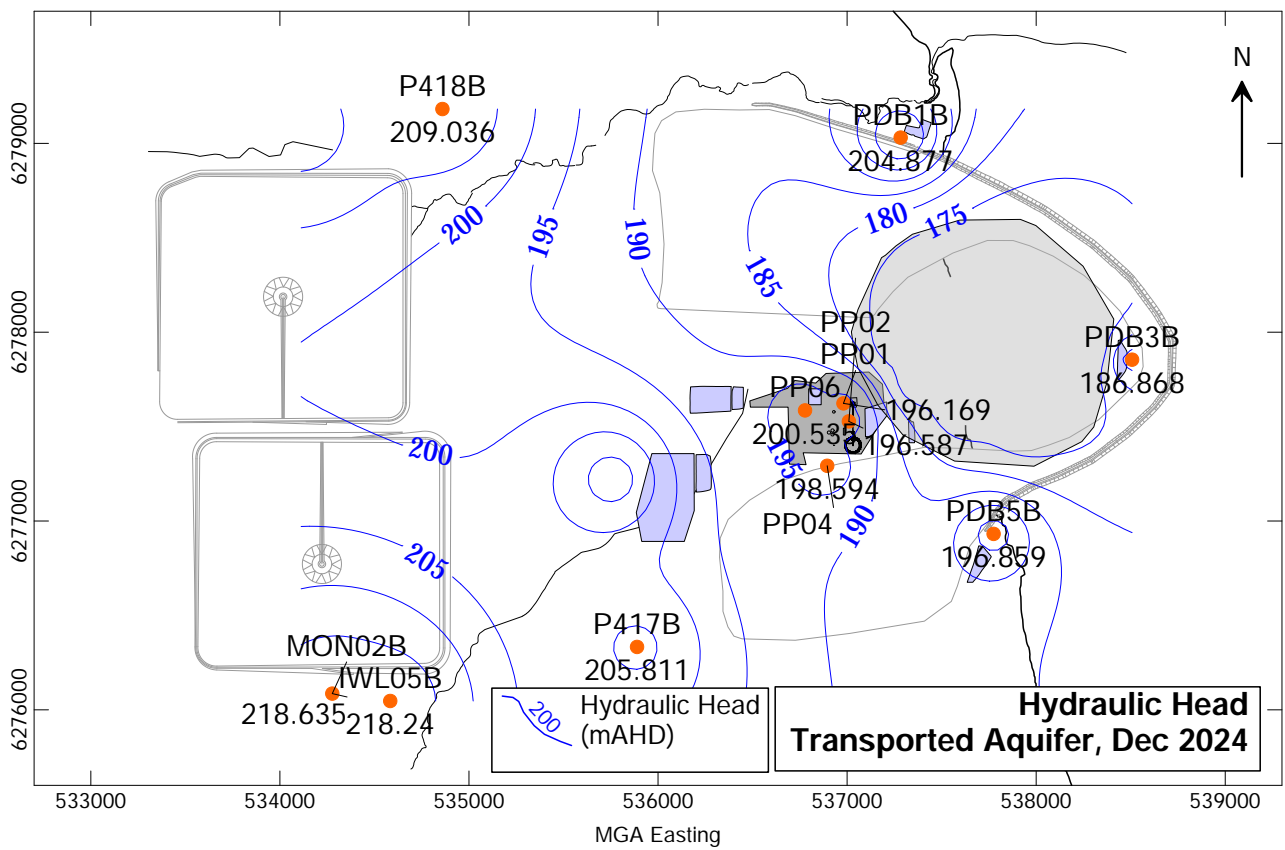 N
P418B
209.036
PDB1B
204.877
6279000
180
175
200
195
190
185
6278000
PP02
PP01
PDB3B
186.868
PP06
196.169
200.535
196.587
200
195
198.594
PP04
190
6277000
PDB5B
196.859
205
P417B
205.811
MON02B
IWL05B
218.635
218.24
6276000
200
Hydraulic Head
(mAHD)
Hydraulic Head
Transported Aquifer, Dec 2024
533000
534000
535000
536000
537000
538000
539000
MGA Easting